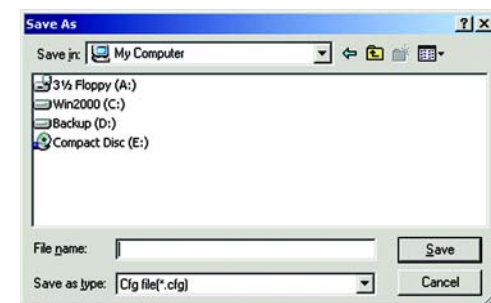 Save As
Save in: My Computer
3½ Floppy (A:)
Win2000 (C:)
Backup (D:)
Compact Disc (E:)
File name: Save
Save as type: Cfg file(*.cfg) Cancel